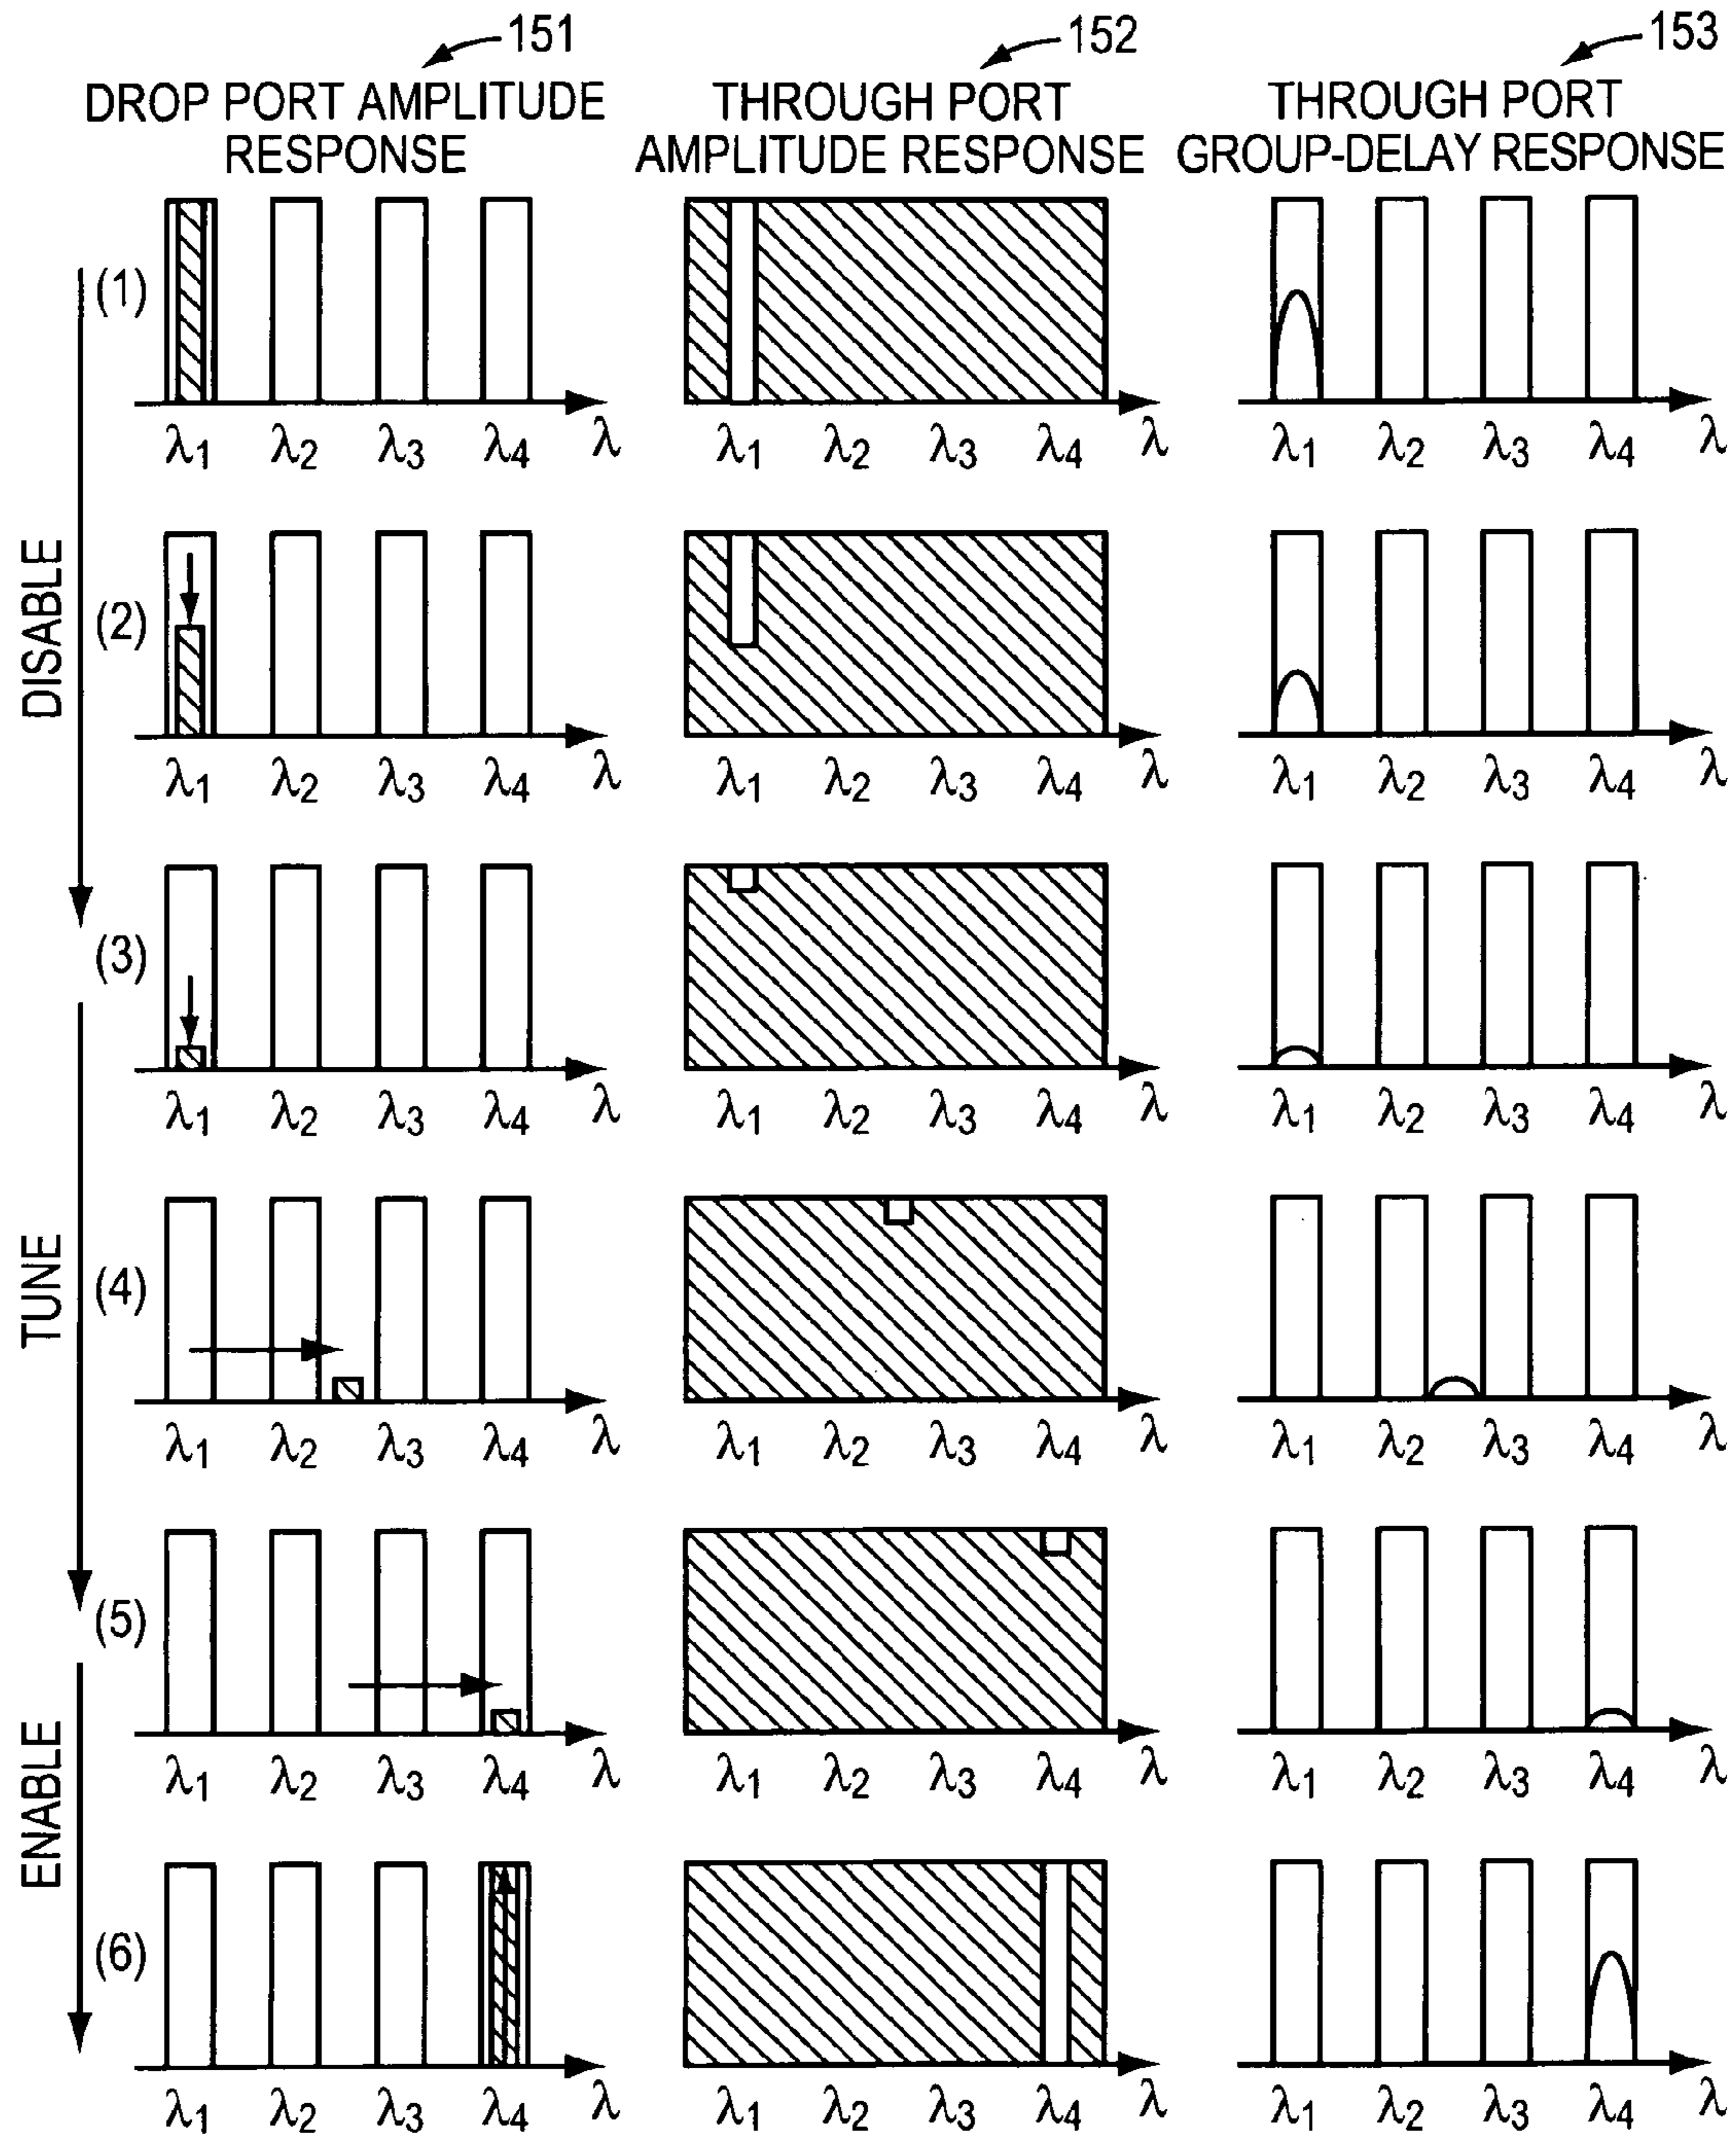 151
152
153
DROP PORT AMPLITUDE
RESPONSE
THROUGH PORT
AMPLITUDE RESPONSE
THROUGH PORT
GROUP-DELAY RESPONSE
DISABLE
TUNE
ENABLE
(1)
λ1 λ2 λ3 λ4 λ
λ1 λ2 λ3 λ4 λ
λ1 λ2 λ3 λ4 λ
(2)
λ1 λ2 λ3 λ4 λ
λ1 λ2 λ3 λ4 λ
λ1 λ2 λ3 λ4 λ
(3)
λ1 λ2 λ3 λ4 λ
λ1 λ2 λ3 λ4 λ
λ1 λ2 λ3 λ4 λ
(4)
λ1 λ2 λ3 λ4 λ
λ1 λ2 λ3 λ4 λ
λ1 λ2 λ3 λ4 λ
(5)
λ1 λ2 λ3 λ4 λ
λ1 λ2 λ3 λ4 λ
λ1 λ2 λ3 λ4 λ
(6)
λ1 λ2 λ3 λ4 λ
λ1 λ2 λ3 λ4 λ
λ1 λ2 λ3 λ4 λ